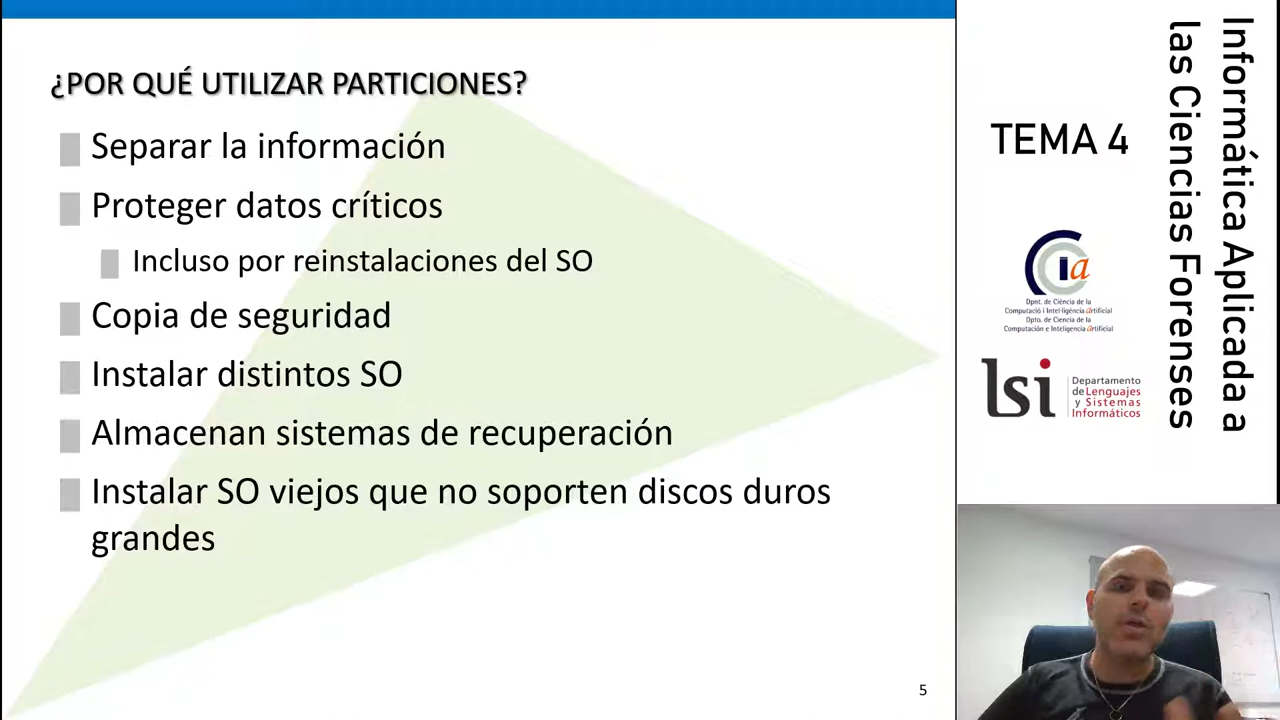 ¿POR QUÉ UTILIZAR PARTICIONES?
Separar la información
Proteger datos críticos
Incluso por reinstalaciones del SO
Copia de seguridad
Instalar distintos SO
Almacenan sistemas de recuperación
Instalar SO viejos que no soporten discos duros
grandes
5
TEMA 4
Informática Aplicada a
las Ciencias Forenses
cia
Dpnt. de Ciència de la
Computació i Intel·ligència artificial
Dpto. de Ciencia de la
Computación e Inteligencia artificial
lsi
Departamento
de Lenguajes
y Sistemas
Informáticos